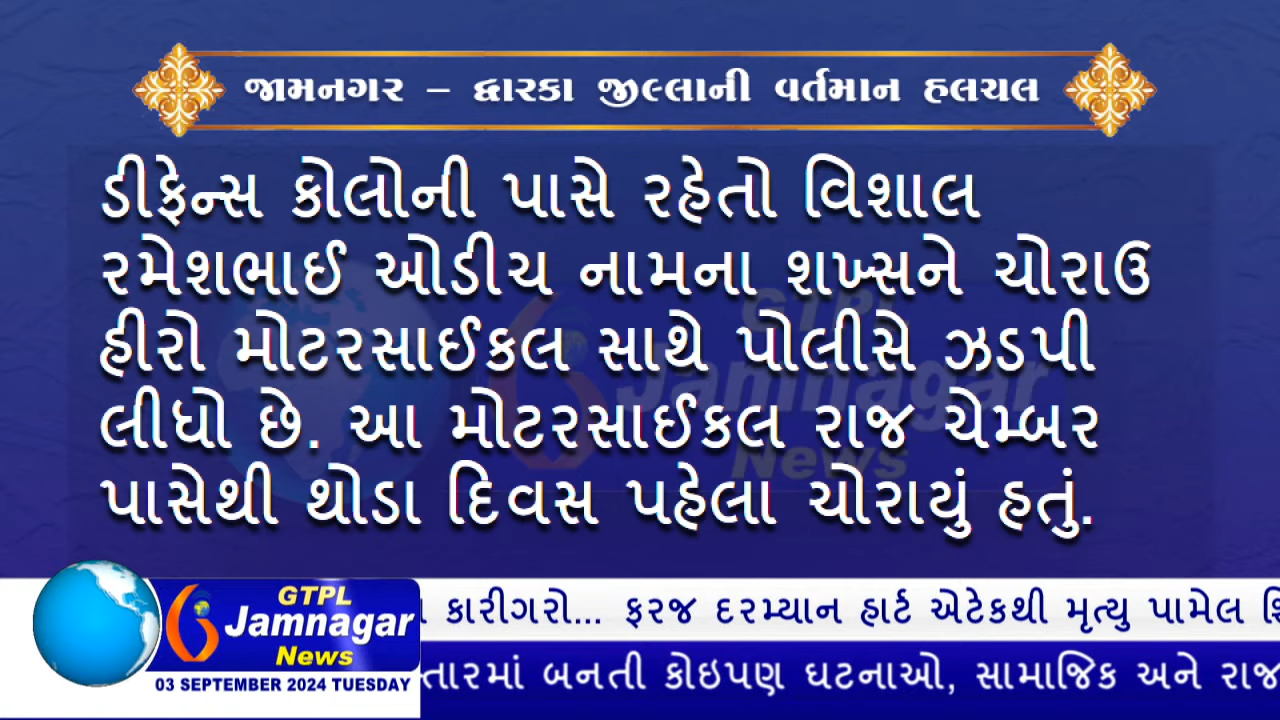 જામનગર – દ્વારકા જીલ્લાની વર્તમાન હલચલ
ડીફેન્સ કોલોની પાસે રહેતો વિશાલ
રમેશભાઈ ઓડીચ નામના શખ્સને ચોરાઉ
હીરો મોટરસાઈકલ સાથે પોલીસે ઝડપી
લીધો છે. આ મોટરસાઈકલ રાજ ચેમ્બર
પાસેથી થોડા દિવસ પહેલા ચોરાયું હતું.
GTPL
Jamnagar
News
03 SEPTEMBER 2024 TUESDAY
કારીગરો... ફરજ દરમ્યાન હાર્ટ એટેકથી મૃત્યુ પામેલ
બનતી કોઇપણ ઘટનાઓ, સામાજિક અને